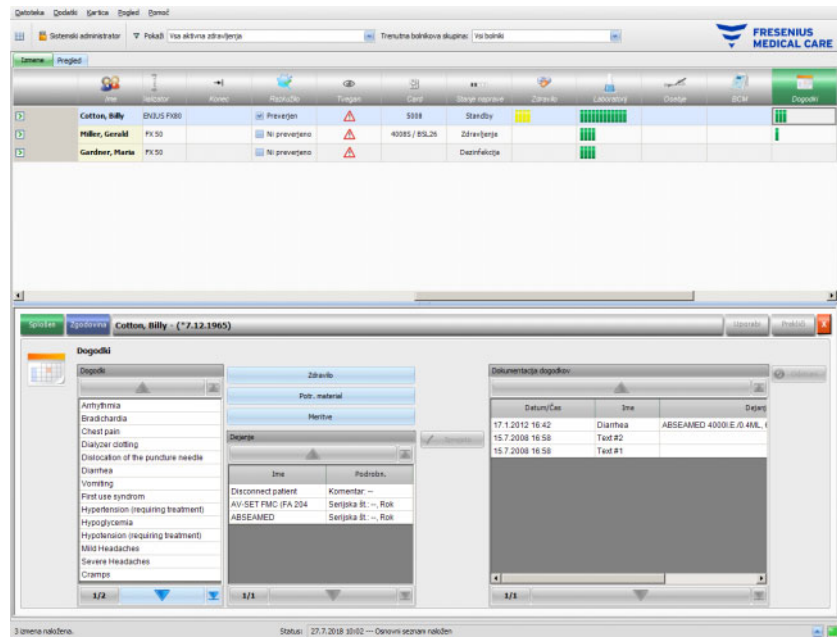 Datoteka Dodatki Kartica Pogled Pomoč
Sistemski administrator Pokaži Vsa aktivna zdravljenja Trenutna bolnikova skupina: Vsi bolniki
FRESENIUS
MEDICAL CARE
Izmene Pregled
Ime Konec Tvegan Card Stanje naprave Zdravilo Laboratorij BCM Dogodki
Cotton, Billy Preverjen 5008 Standby
Miller, Gerald FX 50 Ni preverjeno 4008S / BSL26 Zdravljenja
Gardner, Maria FX 50 Ni preverjeno Dezinfekcija
Splošen Zgodovina Cotton, Billy - (*7.12.1965) Uporabi Prekliči X
Dogodki
Dogodki
Arrhythmia
Bradichardia
Chest pain
Dialyzer clotting
Dislocation of the puncture needle
Diarrhea
Vomiting
First use syndrom
Hypertension (requiring treatment)
Hypoglycemia
Hypotension (requiring treatment)
Mild Headaches
Severe Headaches
Cramps
1/2
Zdravilo
Potr. material
Meritve
Dejanje
Ime Podrobn.
Disconnect patient Komentar: --
AV-SET FMC (FA 204 Serijska št.: --, Rok
ABSEAMED Serijska št.: --, Rok
1/1
Dokumentacija dogodkov
Datum/Čas Ime Dejanj
17.1.2012 16:42 Diarrhea ABSEAMED 4000I.E./0.4ML,
15.7.2008 16:58 Text #2
15.7.2008 16:58 Text #1
1/1
3 izmena naložena. Status: 27.7.2018 10:02 --- Osnovni seznam naložen